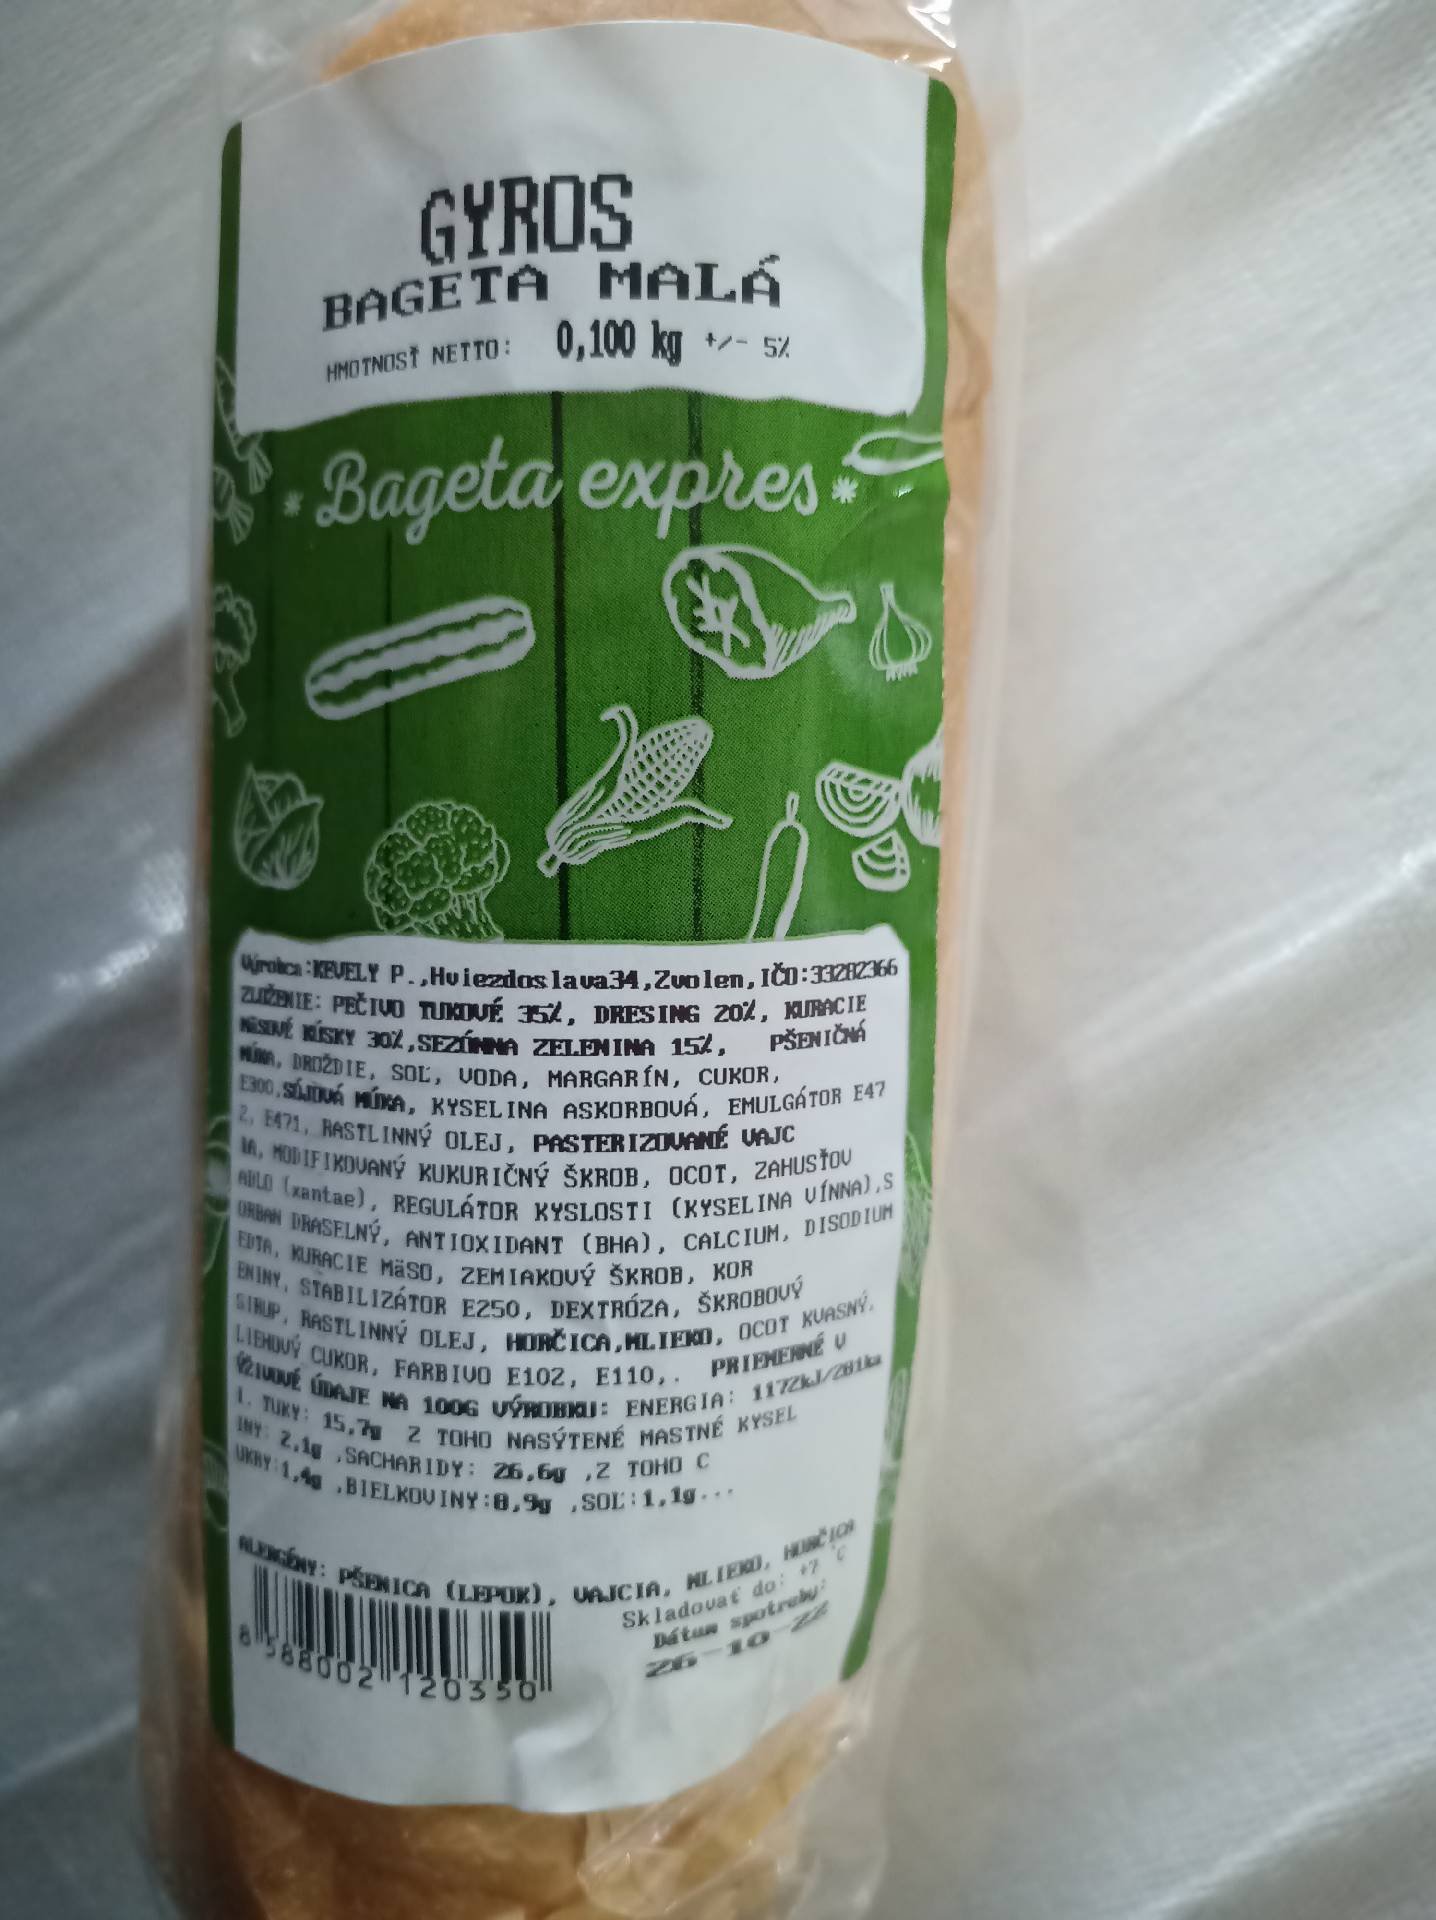 GYROS
BAGETA MALÁ
HMOTNOSŤ NETTO: 0,100 kg +/- 5%
Bageta expres
Výrobca:KEVELY P.,Hviezdoslava34,Zvolen,IČO:33282366
ZLOŽENIE: PEČIVO TUKOVÉ 35%, DRESING 20%, KURACIE
MäSOVÉ KÚSKY 30%,SEZÓNNA ZELENINA 15%, PŠENIČNÁ
MÚKA, DROŽDIE, SOĽ, VODA, MARGARÍN, CUKOR,
E300,SÓJOVÁ MÚKA, KYSELINA ASKORBOVÁ, EMULGÁTOR E47
2, E471, RASTLINNÝ OLEJ, PASTERIZOVANÉ VAJC
IA, MODIFIKOVANÝ KUKURIČNÝ ŠKROB, OCOT, ZAHUSŤOV
ADLO (xantae), REGULÁTOR KYSLOSTI (KYSELINA VÍNNA),S
ORBAN DRASELNÝ, ANTIOXIDANT (BHA), CALCIUM, DISODIUM
EDTA, KURACIE MäSO, ZEMIAKOVÝ ŠKROB, KOR
ENINY, STABILIZÁTOR E250, DEXTRÓZA, ŠKROBOVÝ
SIRUP, RASTLINNÝ OLEJ, HORČICA,MLIEKO, OCOT KVASNÝ,
LIEHOVÝ CUKOR, FARBIVO E102, E110,. PRIEMERNÉ V
ÝŽIVOVÉ ÚDAJE NA 100G VÝROBKU: ENERGIA: 1172kJ/281ka
l. TUKY: 15,7g Z TOHO NASÝTENÉ MASTNÉ KYSEL
INY: 2,1g ,SACHARIDY: 26,6g ,Z TOHO C
UKRY:1,4g ,BIELKOVINY:8,9g ,SOĽ:1,1g...
ALERGÉNY: PŠENICA (LEPOK), VAJCIA, MLIEKO, HORČICA
Skladovať do: +7 °C
Dátum spotreby:
26-10-22
8 588002 120350